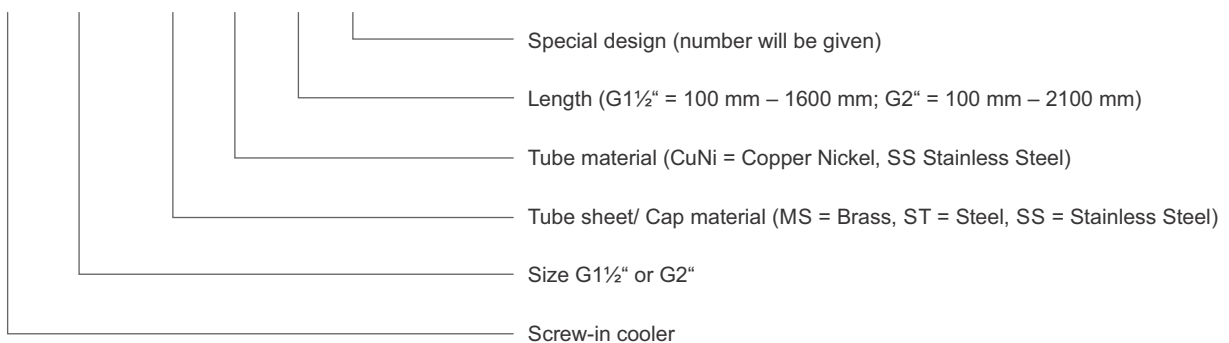 Special design (number will be given)
Length (G1½“ = 100 mm – 1600 mm; G2“ = 100 mm – 2100 mm)
Tube material (CuNi = Copper Nickel, SS Stainless Steel)
Tube sheet/ Cap material (MS = Brass, ST = Steel, SS = Stainless Steel)
Size G1½“ or G2“
Screw-in cooler